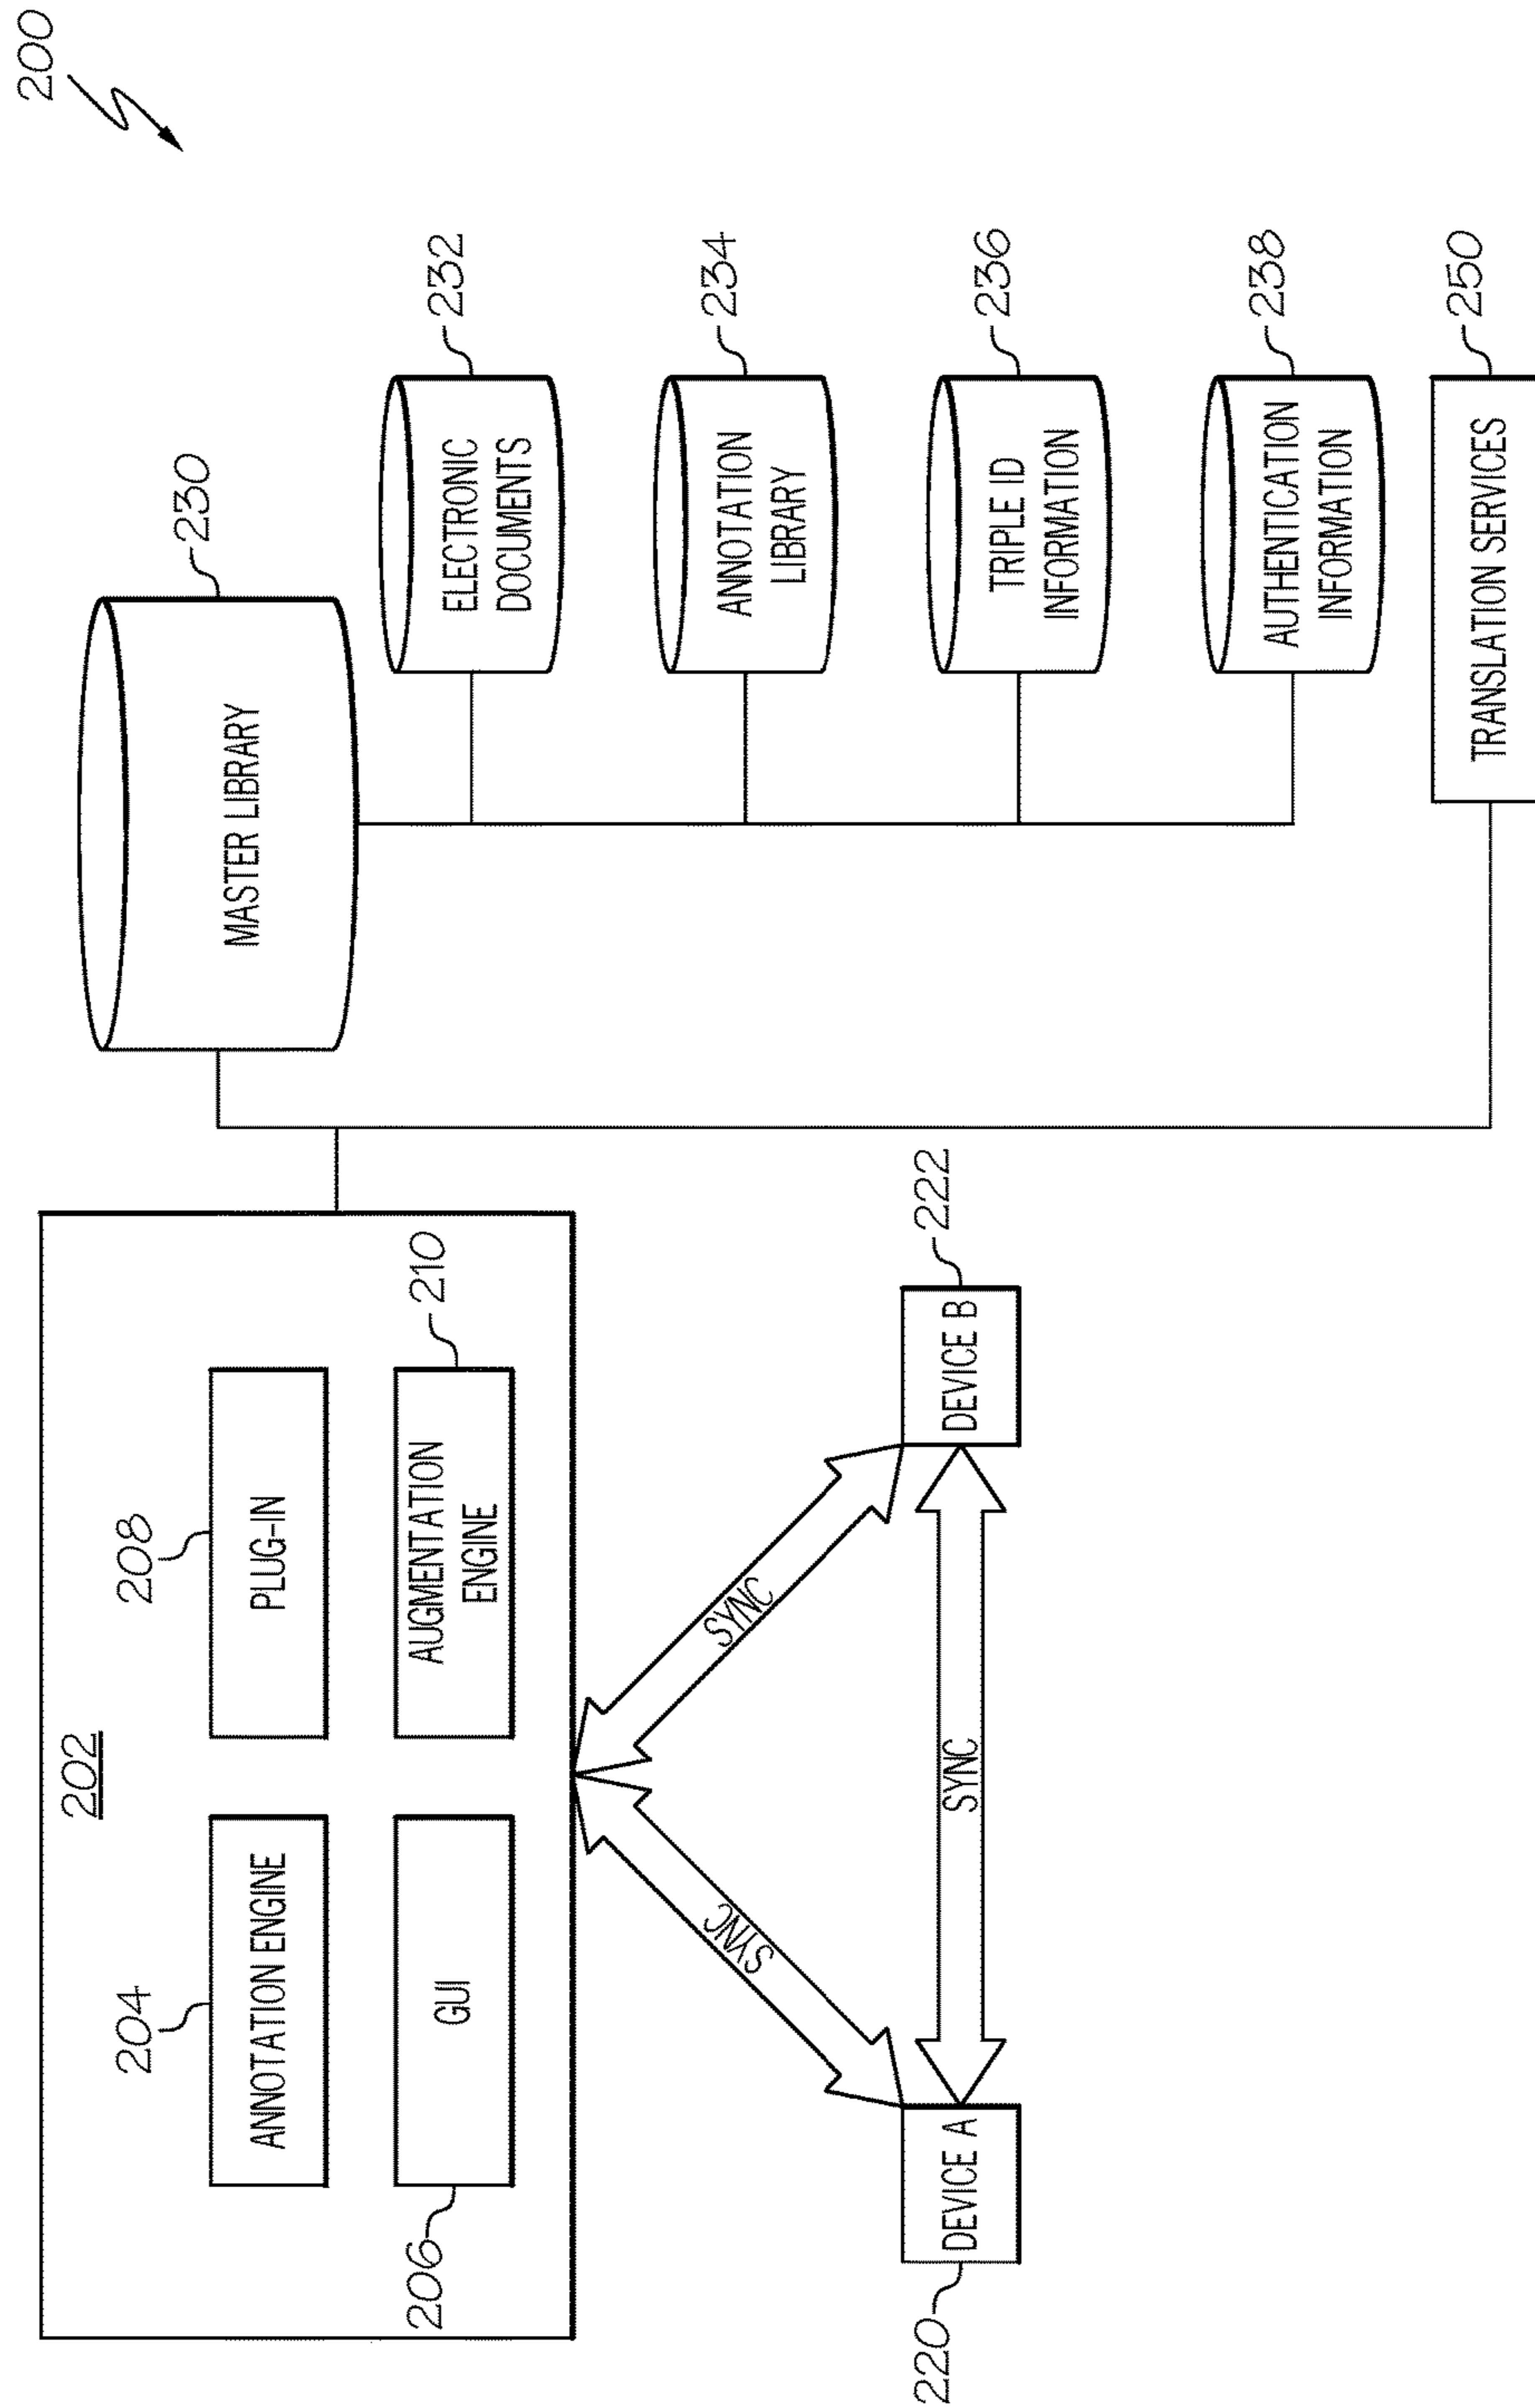 200
202
204
ANNOTATION ENGINE
208
PLUG-IN
206
GUI
210
AUGMENTATION
ENGINE
SYNC
SYNC
SYNC
220
DEVICE A
222
DEVICE B
230
MASTER LIBRARY
232
ELECTRONIC
DOCUMENTS
234
ANNOTATION
LIBRARY
236
TRIPLE ID
INFORMATION
238
AUTHENTICATION
INFORMATION
250
TRANSLATION SERVICES